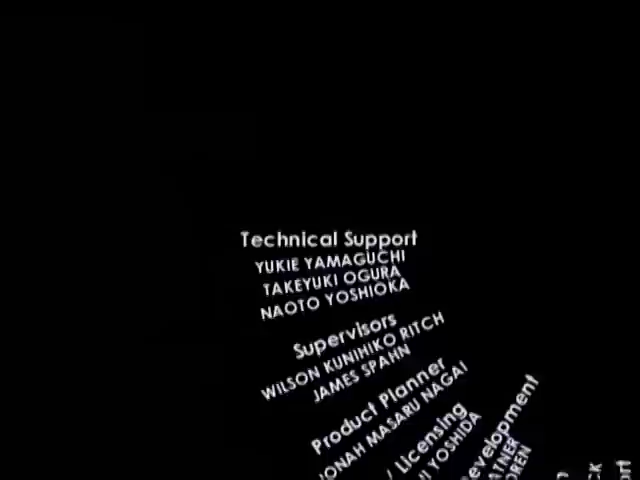 Technical Support
YUKIE YAMAGUCHI
TAKEYUKI OGURA
NAOTO YOSHIOKA
Supervisors
WILSON KUNIHIKO RITCH
JAMES SPAHN
Product Planner
JONAH MASARU NAGAI
Licensing
YOSHIDA